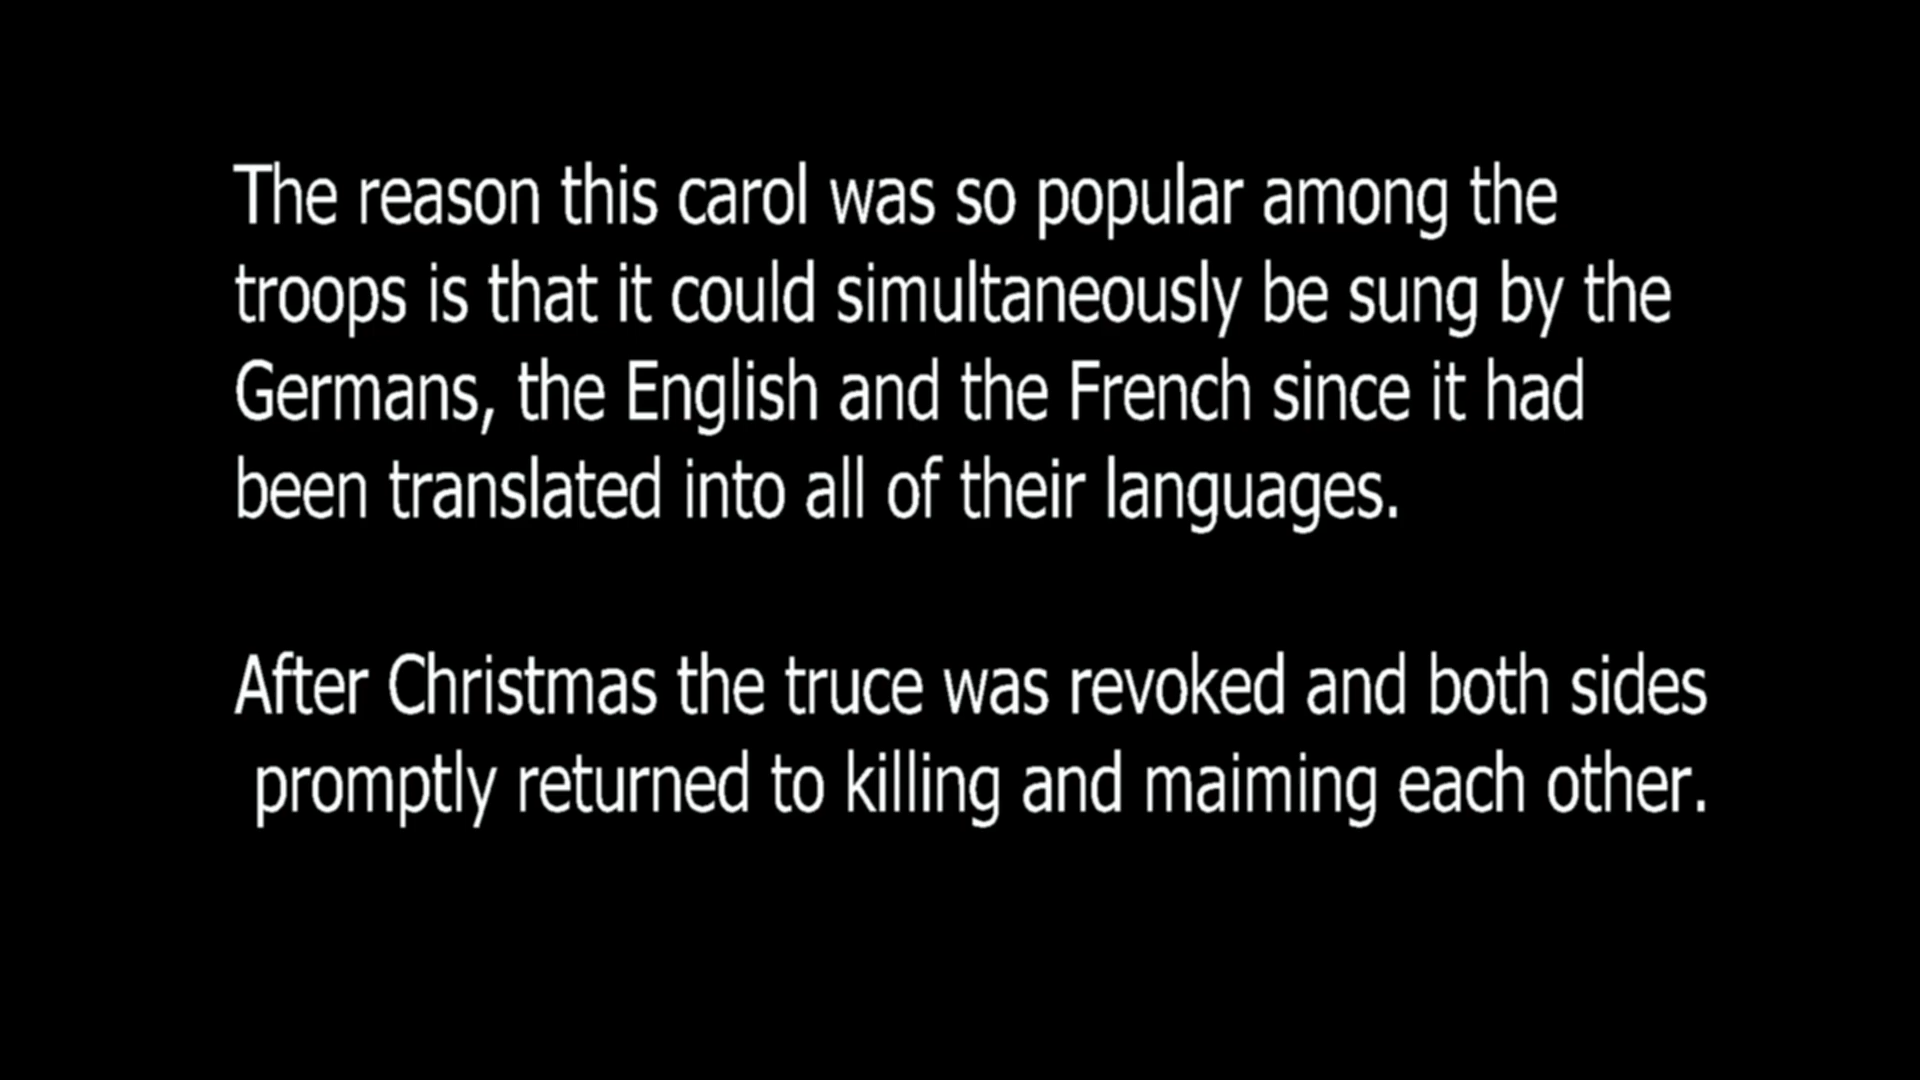 The reason this carol was so popular among the
troops is that it could simultaneously be sung by the
Germans, the English and the French since it had
been translated into all of their languages.
After Christmas the truce was revoked and both sides
promptly returned to killing and maiming each other.